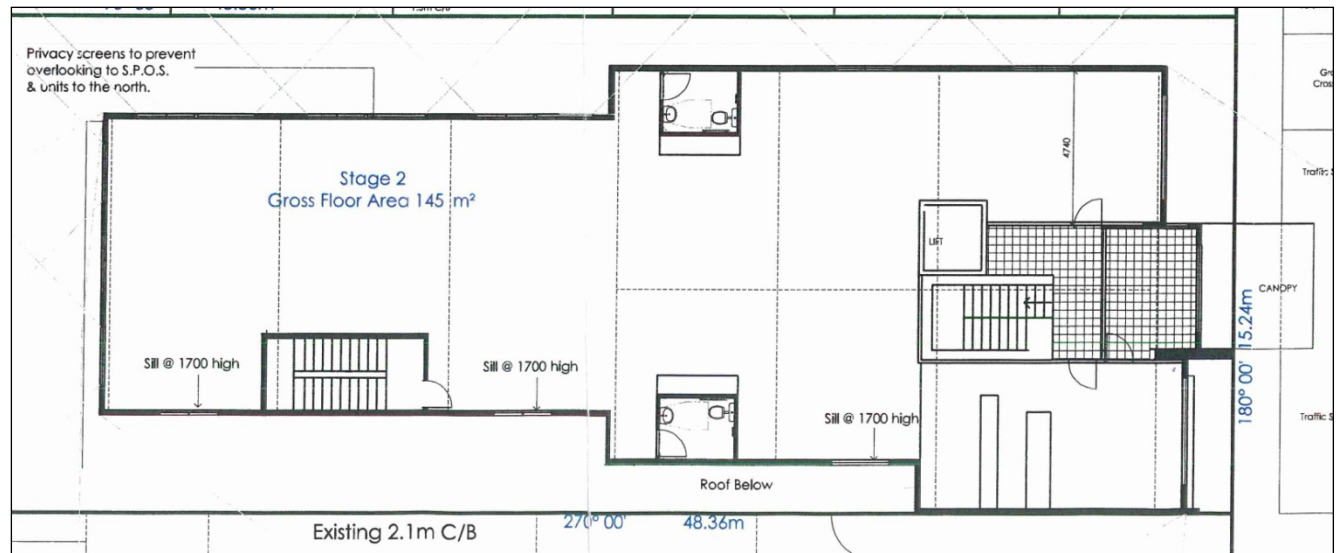 Privacy screens to prevent
overlooking to S.P.O.S.
& units to the north.
Stage 2
Gross Floor Area 145 m²
4740
LIFT
CANOPY
Sill @ 1700 high
Sill @ 1700 high
Sill @ 1700 high
Roof Below
Existing 2.1m C/B
270° 00' 48.36m
180° 00' 15.24m
Traffic S
Traffic S